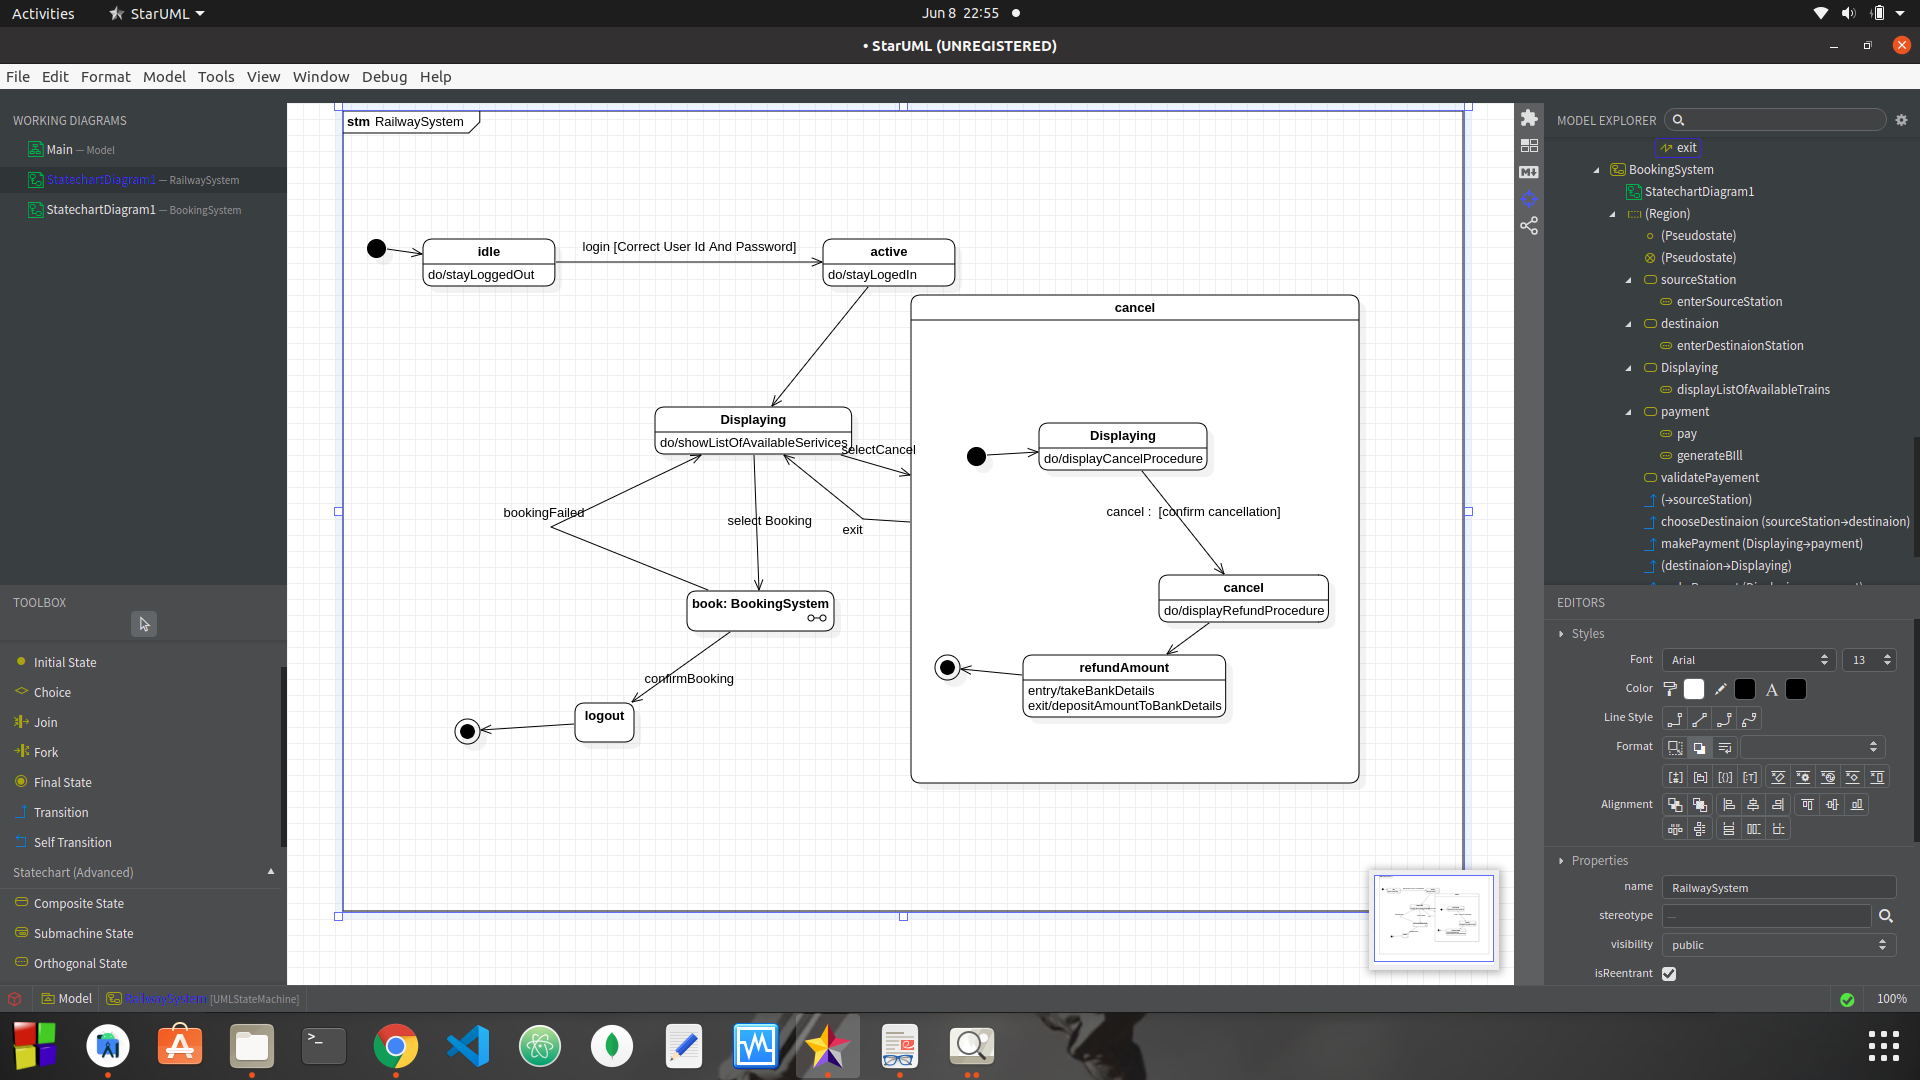 Activities
StarUML
Jun 8 22:55
• StarUML (UNREGISTERED)
File Edit Format Model Tools View Window Debug Help
WORKING DIAGRAMS
Main — Model
StatechartDiagram1 — RailwaySystem
StatechartDiagram1 — BookingSystem
TOOLBOX
Initial State
Choice
Join
Fork
Final State
Transition
Self Transition
Statechart (Advanced)
Composite State
Submachine State
Orthogonal State
stm RailwaySystem
idle
do/stayLoggedOut
login [Correct User Id And Password]
active
do/stayLogedIn
cancel
Displaying
do/showListOfAvailableSerivices
selectCancel
Displaying
do/displayCancelProcedure
bookingFailed
select Booking
exit
cancel : [confirm cancellation]
cancel
do/displayRefundProcedure
book: BookingSystem
confirmBooking
logout
refundAmount
entry/takeBankDetails
exit/depositAmountToBankDetails
MODEL EXPLORER
exit
BookingSystem
StatechartDiagram1
(Region)
(Pseudostate)
(Pseudostate)
sourceStation
enterSourceStation
destinaion
enterDestinaionStation
Displaying
displayListOfAvailableTrains
payment
pay
generateBIll
validatePayement
(→sourceStation)
chooseDestinaion (sourceStation→destinaion)
makePayment (Displaying→payment)
(destinaion→Displaying)
EDITORS
Styles
Font Arial 13
Color A
Line Style
Format
Alignment
Properties
name RailwaySystem
stereotype —
visibility public
isReentrant
Model
RailwaySystem [UMLStateMachine]
100%